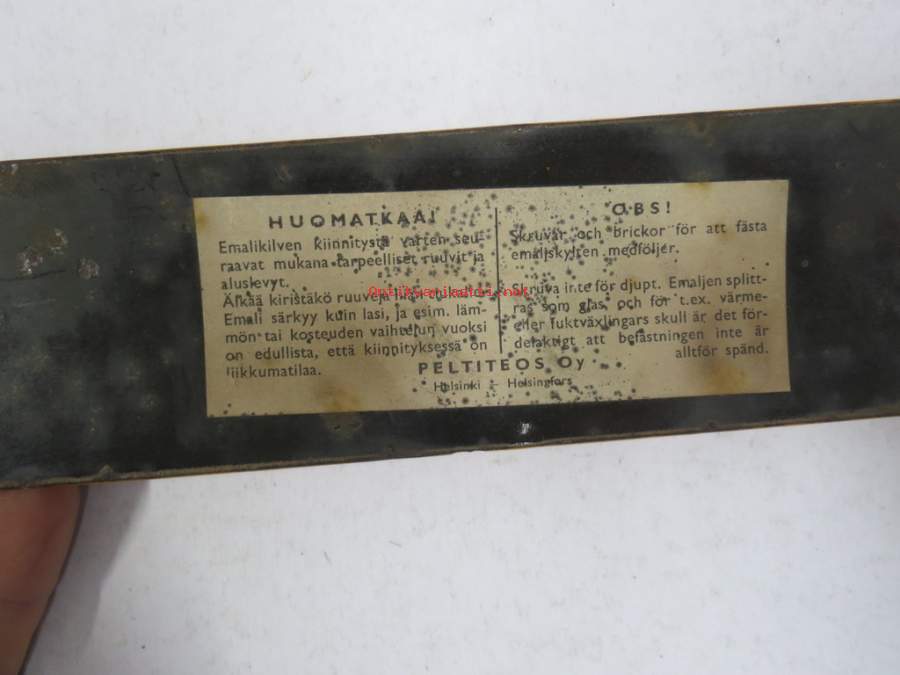 HUOMATKAA!
Emalikilven kiinnitystä varten seu-
raavat mukana tarpeelliset ruuvit ja
aluslevyt.
Älkää kiristäkö ruuveja
Emali särkyy kuin lasi, ja esim. läm-
mön tai kosteuden vaihtelun vuoksi
on edullista, että kiinnityksessä on
liikkumatilaa.
OBS!
Skruvar och brickor för att fästa
emaljskylten medföljer.
Skruva inte för djupt. Emaljen splitt-
ras som glas, och för t.ex. värme-
eller fuktväxlingars skull är det för-
delaktigt att befästningen inte är
alltför spänd.
PELTITEOS Oy
Helsinki – Helsingfors
Antikvariaatti.net